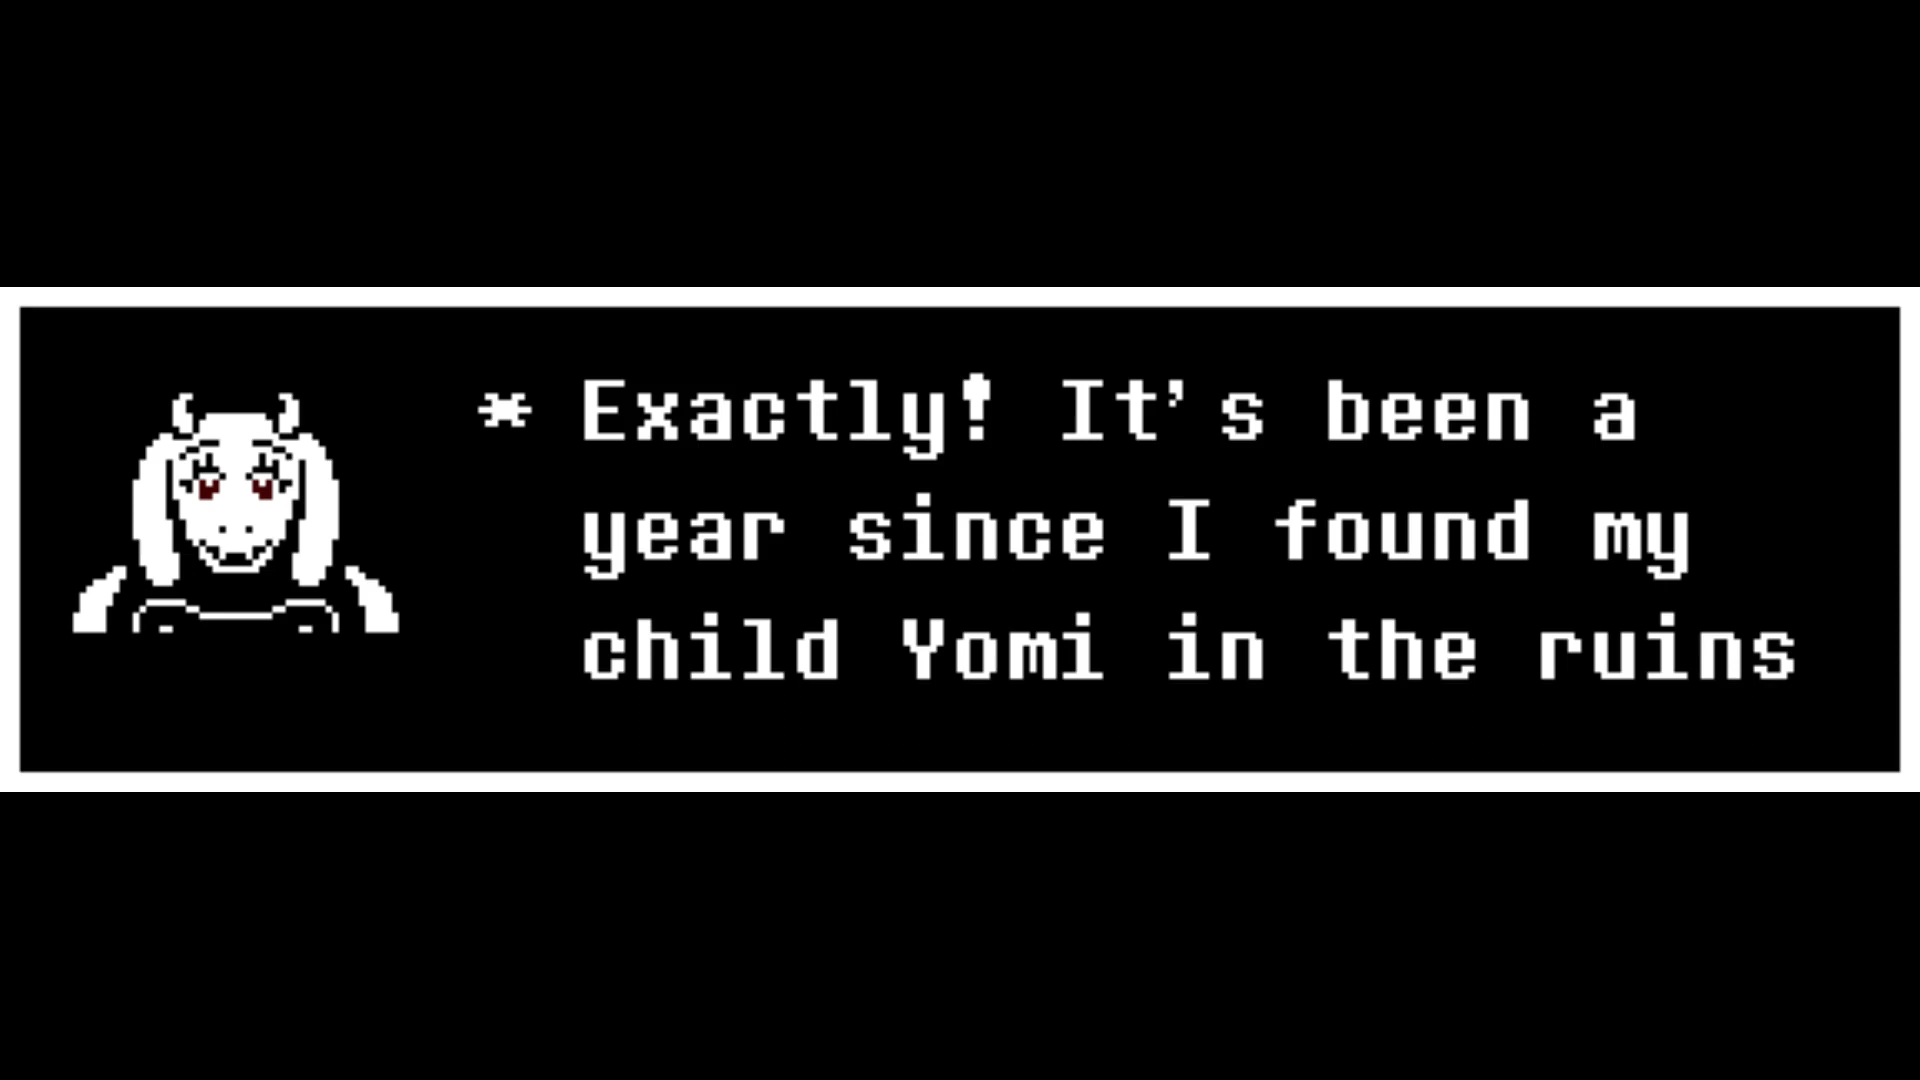 * Exactly! It's been a
year since I found my
child Yomi in the ruins